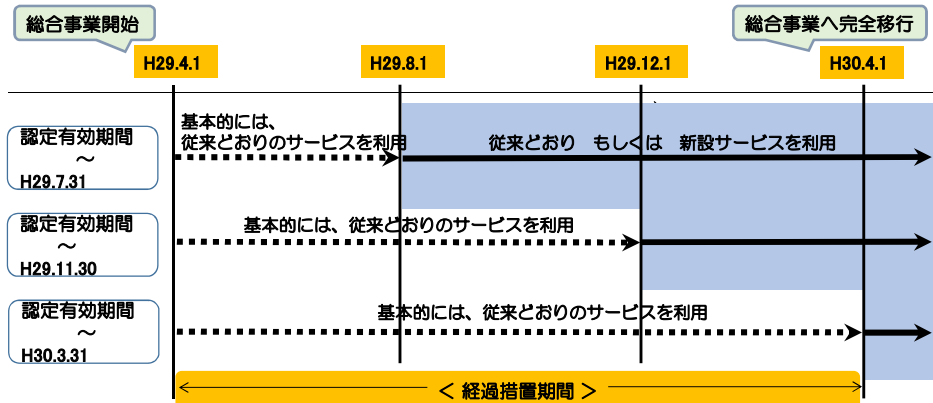 総合事業開始
総合事業へ完全移行
H29.4.1
H29.8.1
H29.12.1
H30.4.1
認定有効期間
～
H29.7.31
基本的には、
従来どおりのサービスを利用
従来どおり もしくは 新設サービスを利用
認定有効期間
～
H29.11.30
基本的には、従来どおりのサービスを利用
認定有効期間
～
H30.3.31
基本的には、従来どおりのサービスを利用
＜ 経過措置期間 ＞